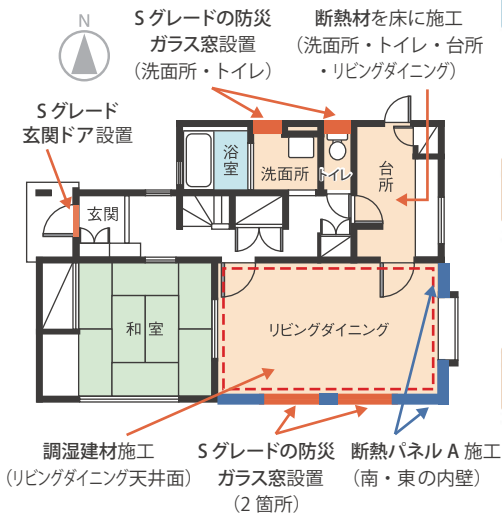 N
Sグレードの防災
ガラス窓設置
（洗面所・トイレ）
断熱材を床に施工
（洗面所・トイレ・台所
・リビングダイニング）
Sグレード
玄関ドア設置
浴室
洗面所
トイレ
台所
玄関
和室
リビングダイニング
調湿建材施工
（リビングダイニング天井面）
Sグレードの防災
ガラス窓設置
（2箇所）
断熱パネルA施工
（南・東の内壁）